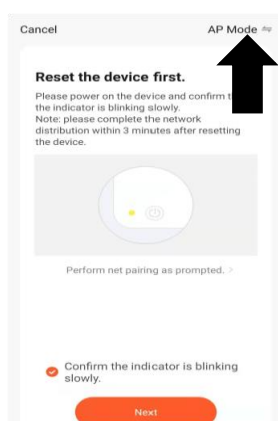 Cancel AP Mode
Reset the device first.
Please power on the device and confirm
the indicator is blinking slowly.
Note: please complete the network
distribution within 3 minutes after resetting
the device.
Perform net pairing as prompted. >
Confirm the indicator is blinking
slowly.
Next